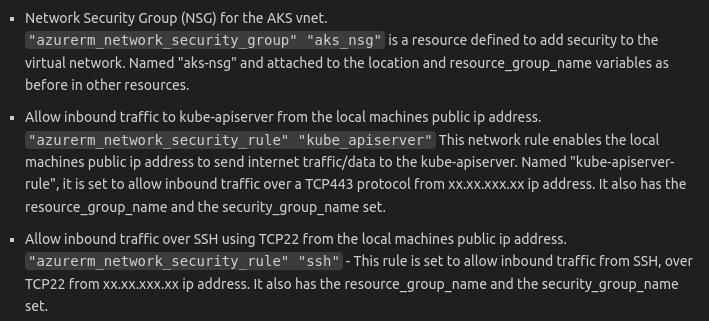 Network Security Group (NSG) for the AKS vnet.
"azurerm_network_security_group" "aks_nsg" is a resource defined to add security to the
virtual network. Named "aks-nsg" and attached to the location and resource_group_name variables as
before in other resources.
Allow inbound traffic to kube-apiserver from the local machines public ip address.
"azurerm_network_security_rule" "kube_apiserver" This network rule enables the local
machines public ip address to send internet traffic/data to the kube-apiserver. Named "kube-apiserver-
rule", it is set to allow inbound traffic over a TCP443 protocol from xx.xx.xxx.xx ip address. It also has the
resource_group_name and the security_group_name set.
Allow inbound traffic over SSH using TCP22 from the local machines public ip address.
"azurerm_network_security_rule" "ssh" - This rule is set to allow inbound traffic from SSH, over
TCP22 from xx.xx.xxx.xx ip address. It also has the resource_group_name and the security_group_name
set.